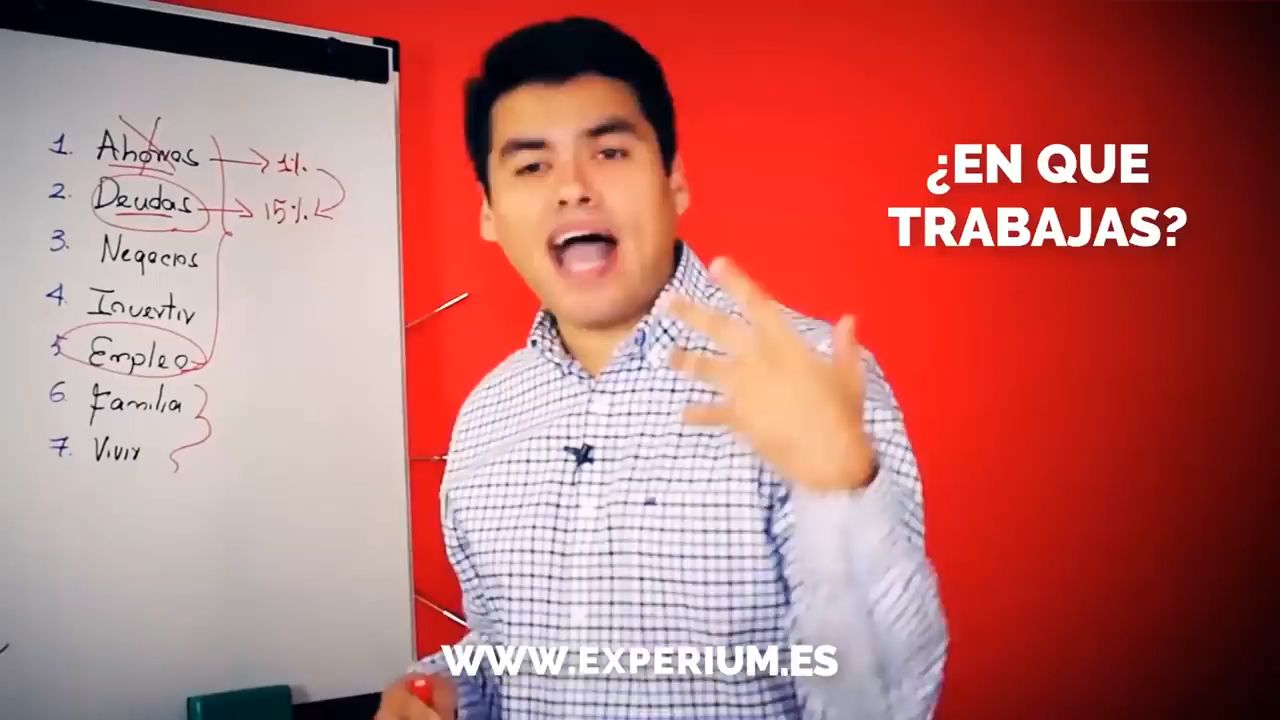 1. Ahorros → 1%.
2. Deudas → 15%.
3. Negocios
4. Invertir
5 Empleo
6. Familia
7. Vivir
¿EN QUE
TRABAJAS?
WWW.EXPERIUM.ES